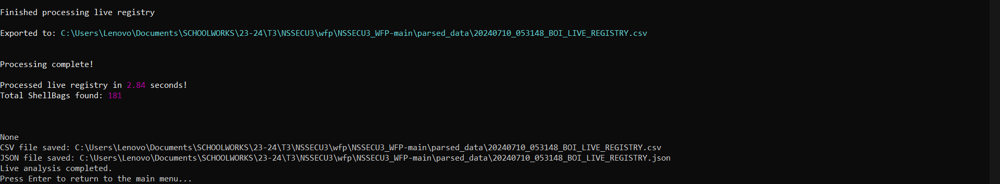 Finished processing live registry
Exported to: C:\Users\Lenovo\Documents\SCHOOLWORKS\23-24\T3\NSSECU3\wfp\NSSECU3_WFP-main\parsed_data\20240710_053148_BOI_LIVE_REGISTRY.csv
Processing complete!
Processed live registry in 2.84 seconds!
Total ShellBags found: 181
None
CSV file saved: C:\Users\Lenovo\Documents\SCHOOLWORKS\23-24\T3\NSSECU3\wfp\NSSECU3_WFP-main\parsed_data\20240710_053148_BOI_LIVE_REGISTRY.csv
JSON file saved: C:\Users\Lenovo\Documents\SCHOOLWORKS\23-24\T3\NSSECU3\wfp\NSSECU3_WFP-main\parsed_data\20240710_053148_BOI_LIVE_REGISTRY.json
Live analysis completed.
Press Enter to return to the main menu...